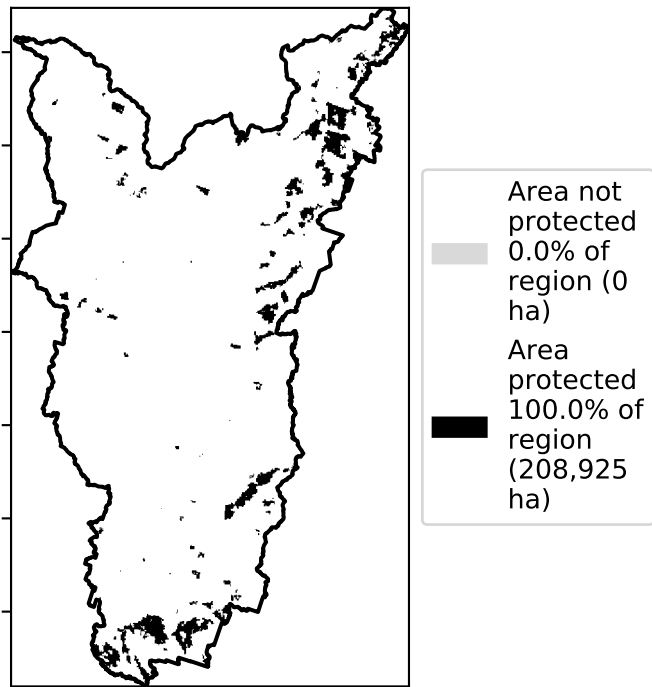 Area not
protected
0.0% of
region (0
ha)
Area
protected
100.0% of
region
(208,925
ha)